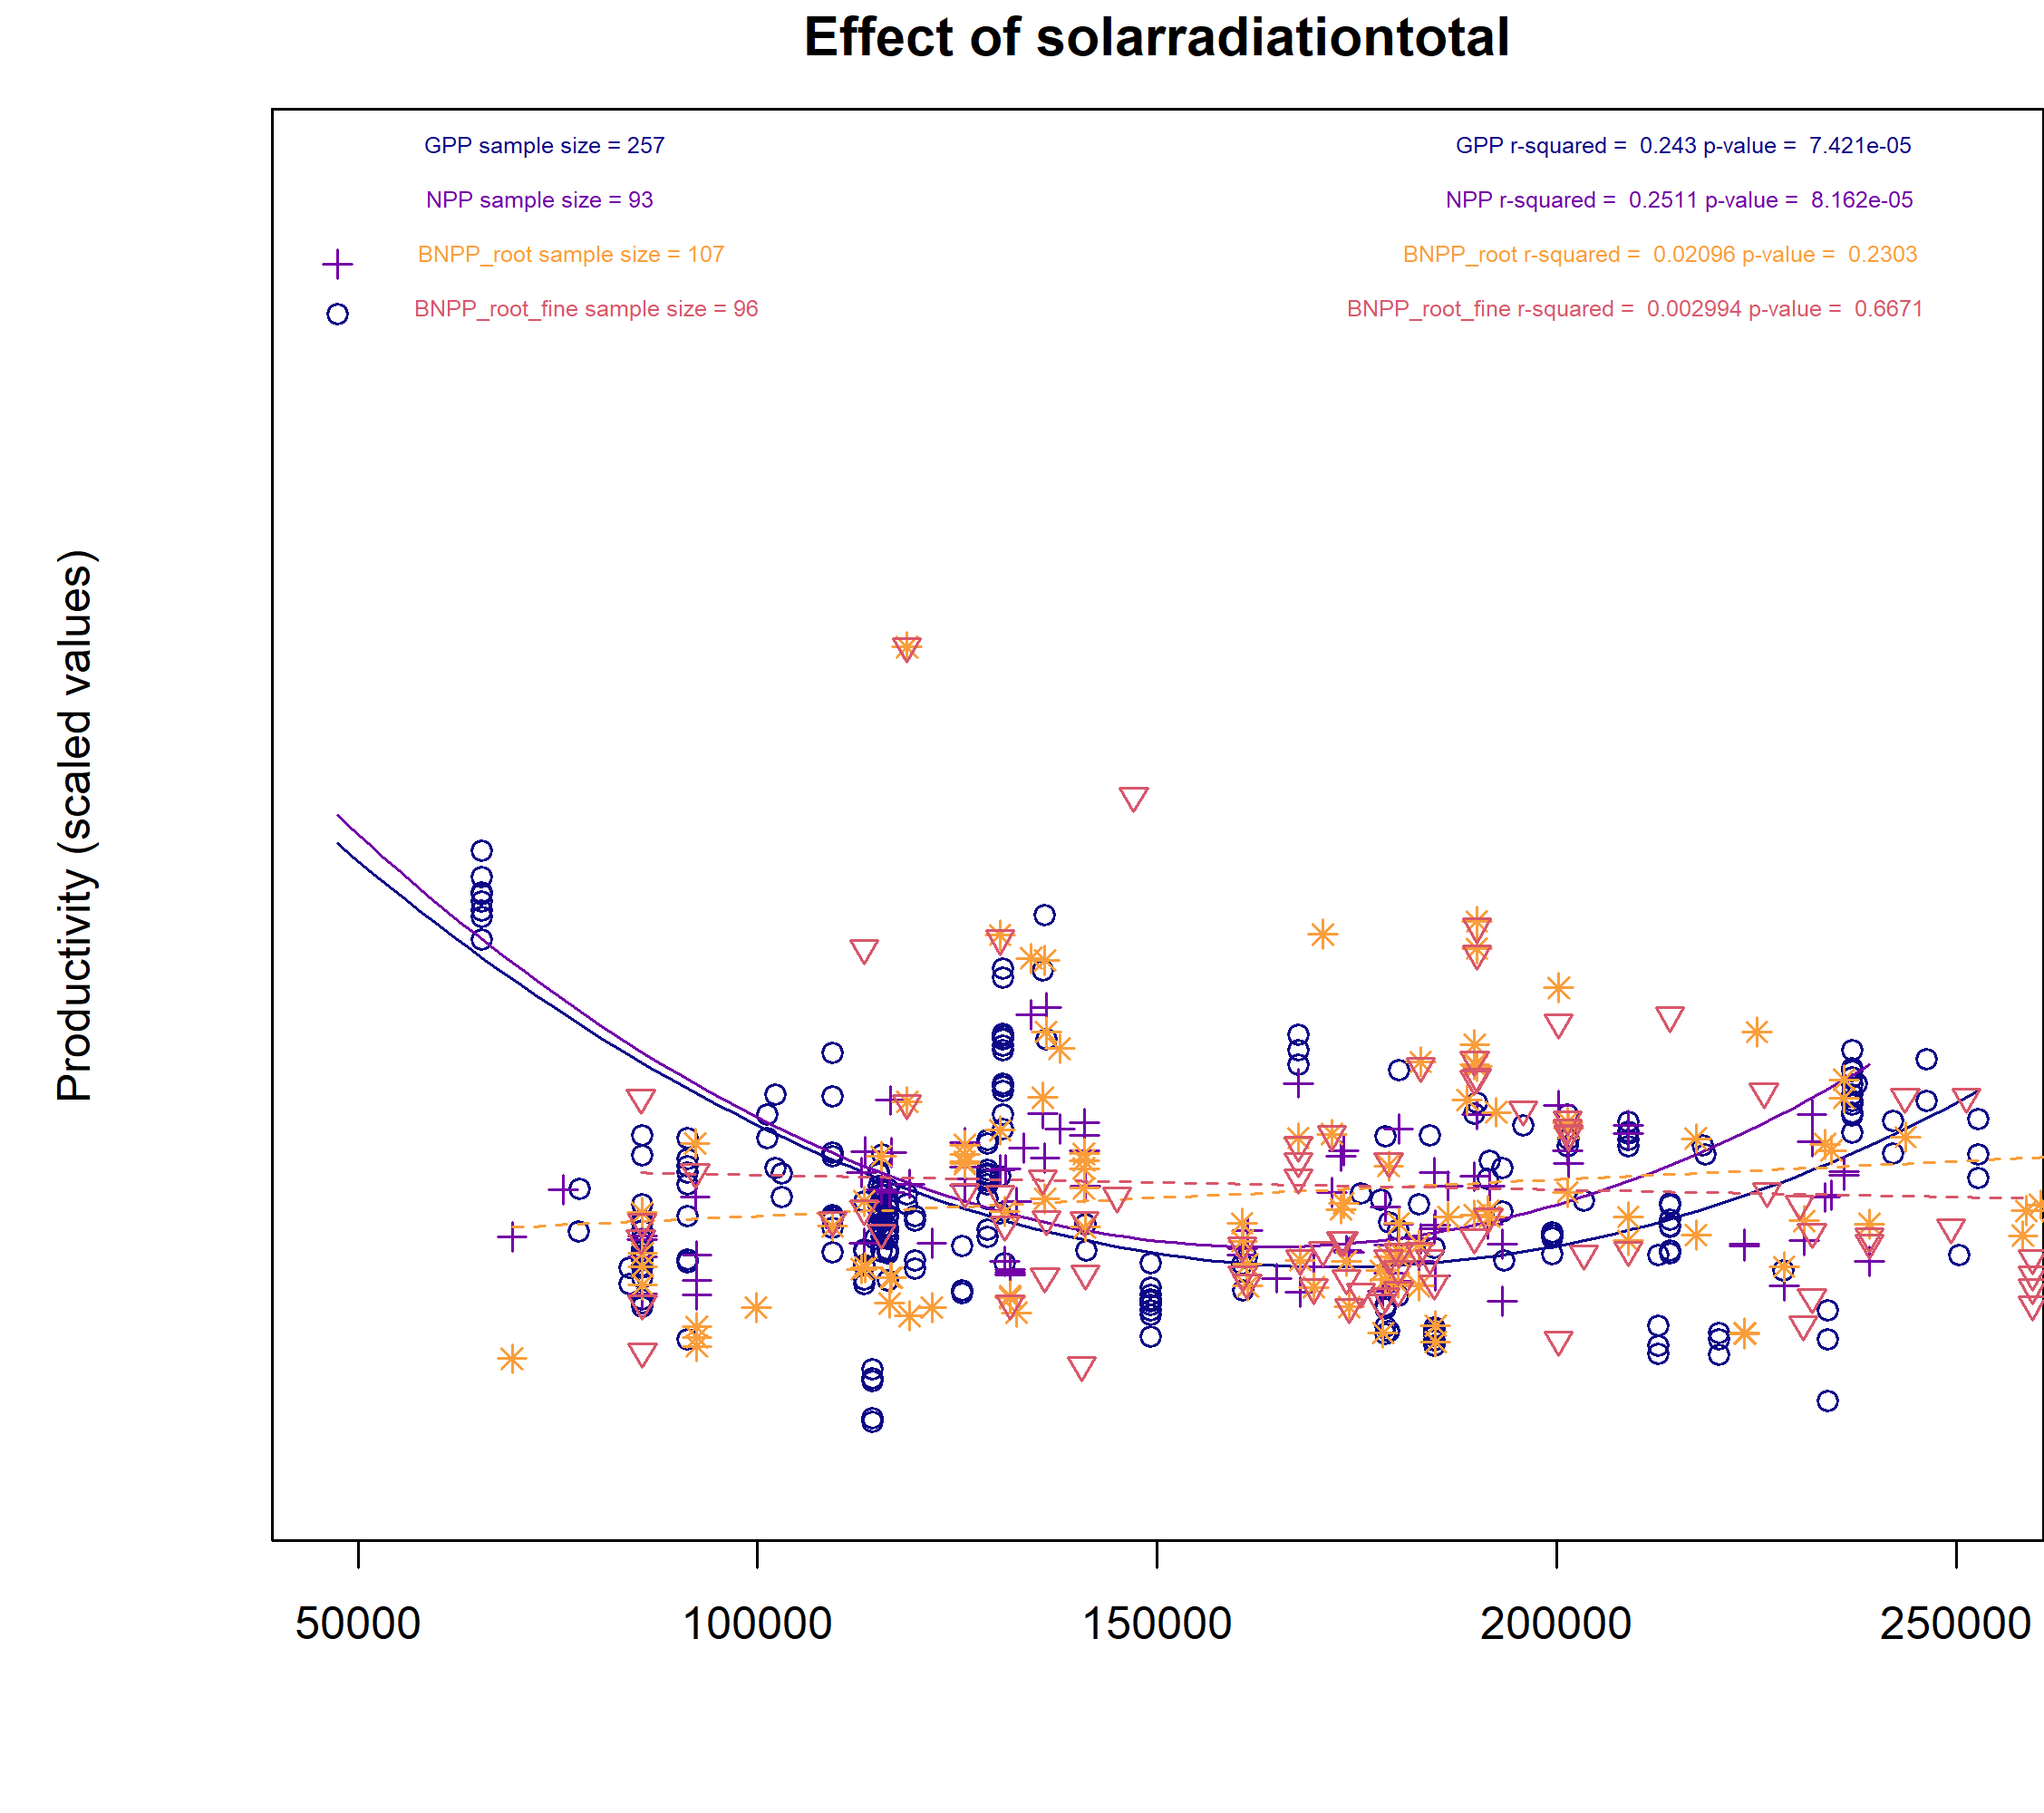 Effect of solarradiationtotal
GPP sample size = 257
GPP r-squared =  0.243 p-value =  7.421e-05
NPP sample size = 93
NPP r-squared =  0.2511 p-value =  8.162e-05
BNPP_root sample size = 107
BNPP_root r-squared =  0.02096 p-value =  0.2303
BNPP_root_fine sample size = 96
BNPP_root_fine r-squared =  0.002994 p-value =  0.6671
Productivity (scaled values)
50000
100000
150000
200000
250000